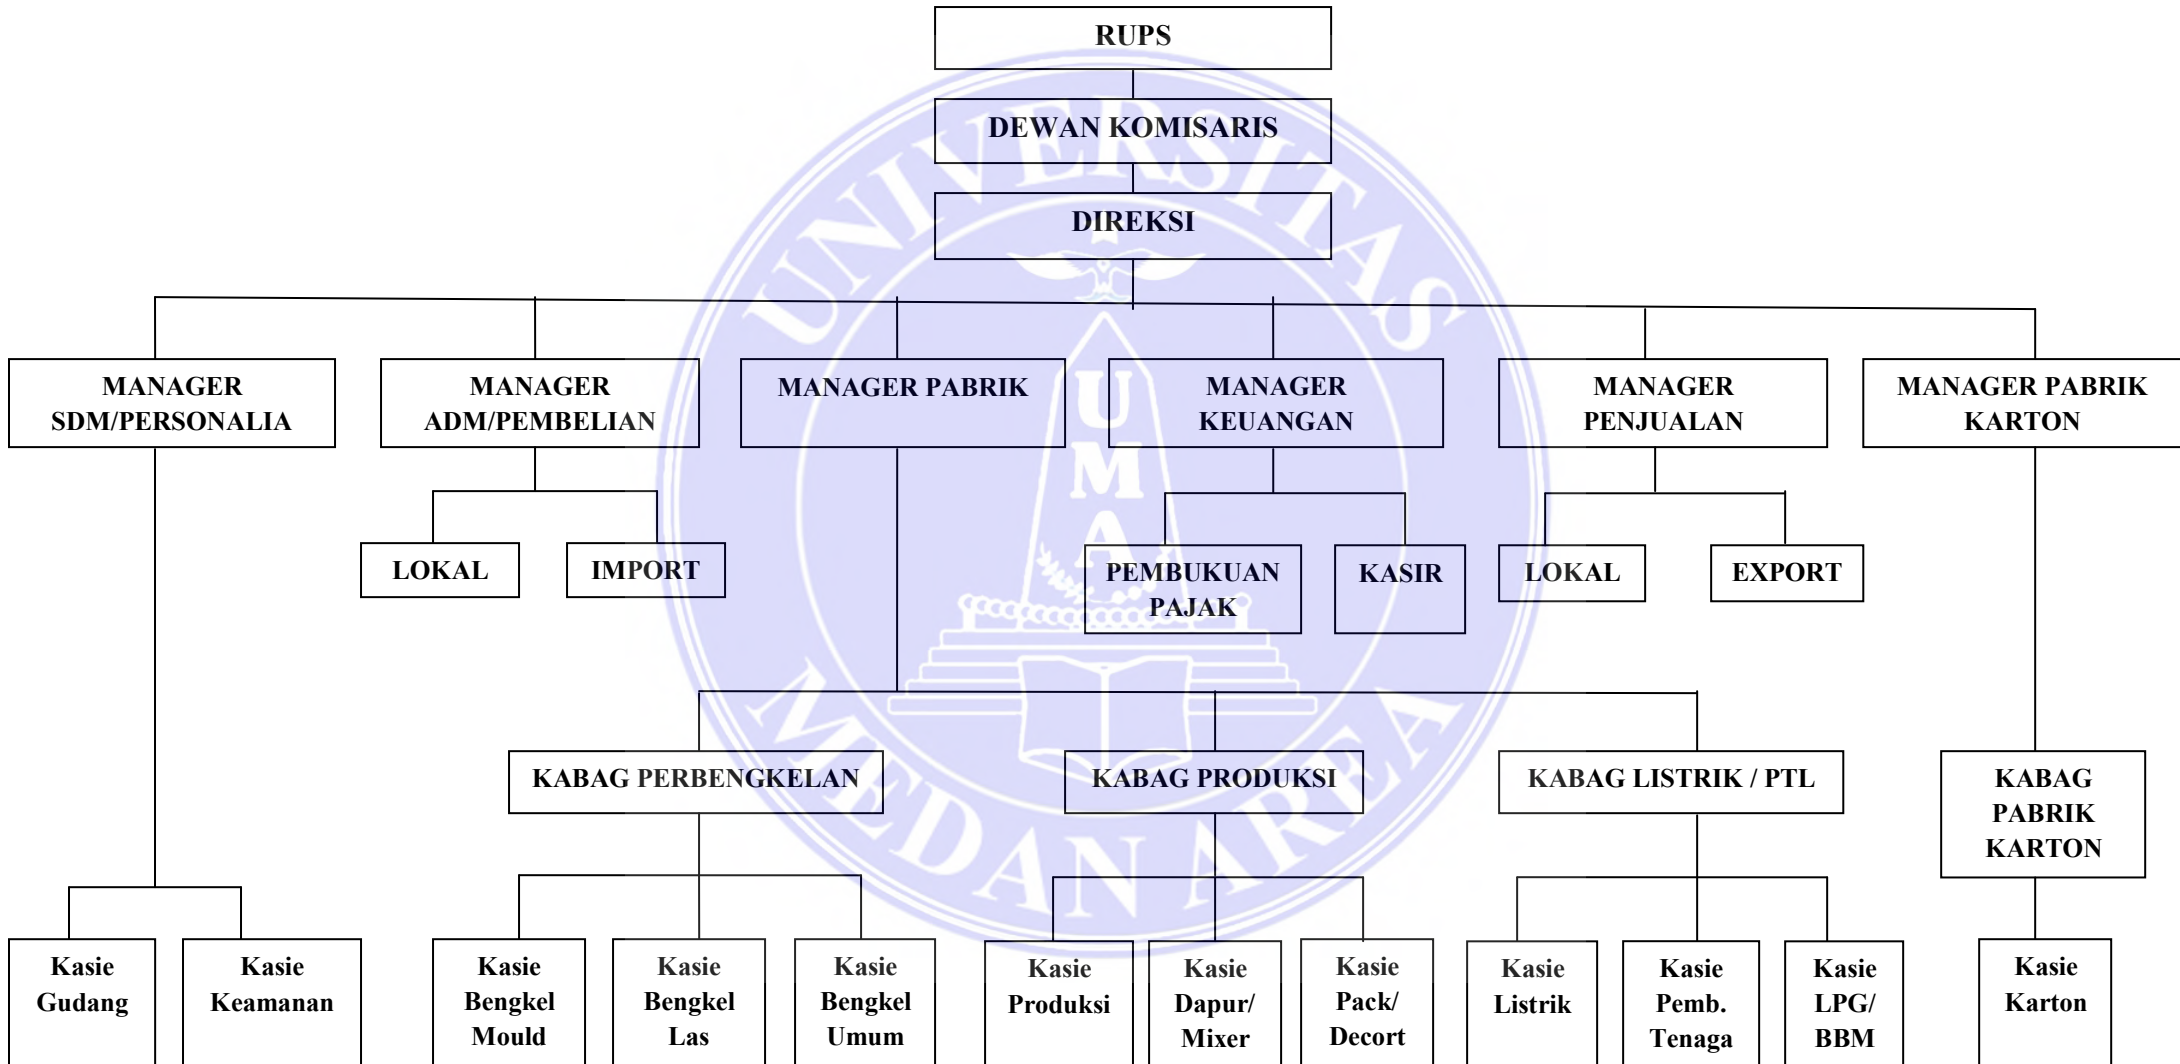 RUPS
DEWAN KOMISARIS
DIREKSI
MANAGER
SDM/PERSONALIA
MANAGER
ADM/PEMBELIAN
MANAGER PABRIK
MANAGER
KEUANGAN
MANAGER
PENJUALAN
MANAGER PABRIK
KARTON
LOKAL
IMPORT
PEMBUKUAN
PAJAK
KASIR
LOKAL
EXPORT
KABAG PERBENGKELAN
KABAG PRODUKSI
KABAG LISTRIK / PTL
KABAG
PABRIK
KARTON
Kasie
Gudang
Kasie
Keamanan
Kasie
Bengkel
Mould
Kasie
Bengkel
Las
Kasie
Bengkel
Umum
Kasie
Produksi
Kasie
Dapur/
Mixer
Kasie
Pack/
Decort
Kasie
Listrik
Kasie
Pemb.
Tenaga
Kasie
LPG/
BBM
Kasie
Karton
UNIVERSITAS
MEDAN AREA
UMA